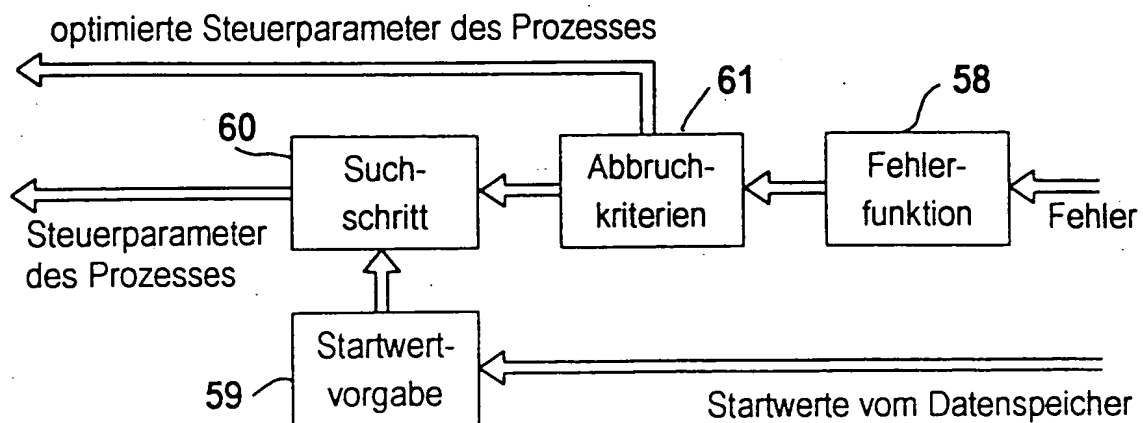 optimierte Steuerparameter des Prozesses
61
58
60
Such-
schritt
Abbruch-
kriterien
Fehler-
funktion
Fehler
Steuerparameter
des Prozesses
Startwert-
vorgabe
59
Startwerte vom Datenspeicher